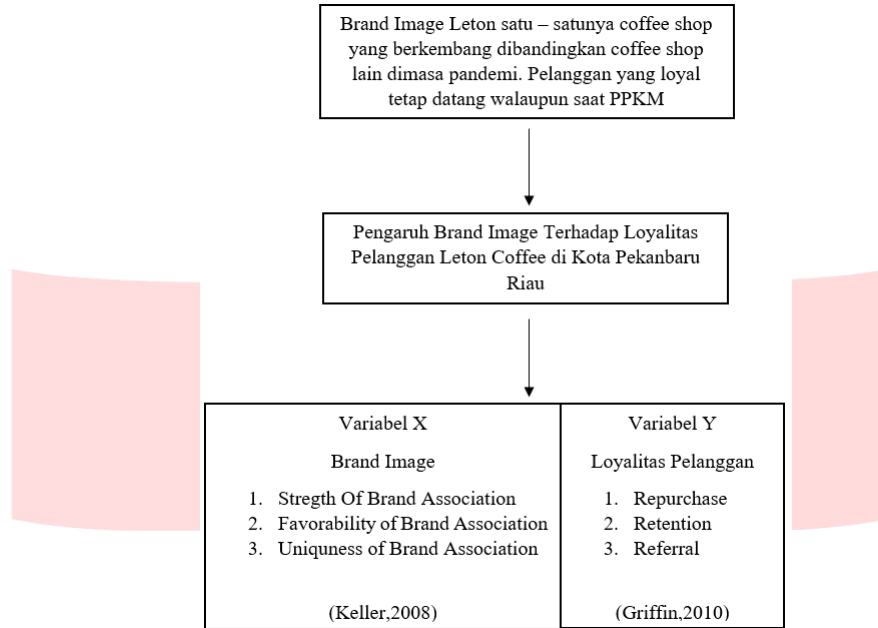 Brand Image Leton satu – satunya coffee shop
yang berkembang dibandingkan coffee shop
lain dimasa pandemi. Pelanggan yang loyal
tetap datang walaupun saat PPKM
Pengaruh Brand Image Terhadap Loyalitas
Pelanggan Leton Coffee di Kota Pekanbaru
Riau
Variabel X
Brand Image
1. Stregth Of Brand Association
2. Favorability of Brand Association
3. Uniquness of Brand Association
(Keller,2008)
Variabel Y
Loyalitas Pelanggan
1. Repurchase
2. Retention
3. Referral
(Griffin,2010)